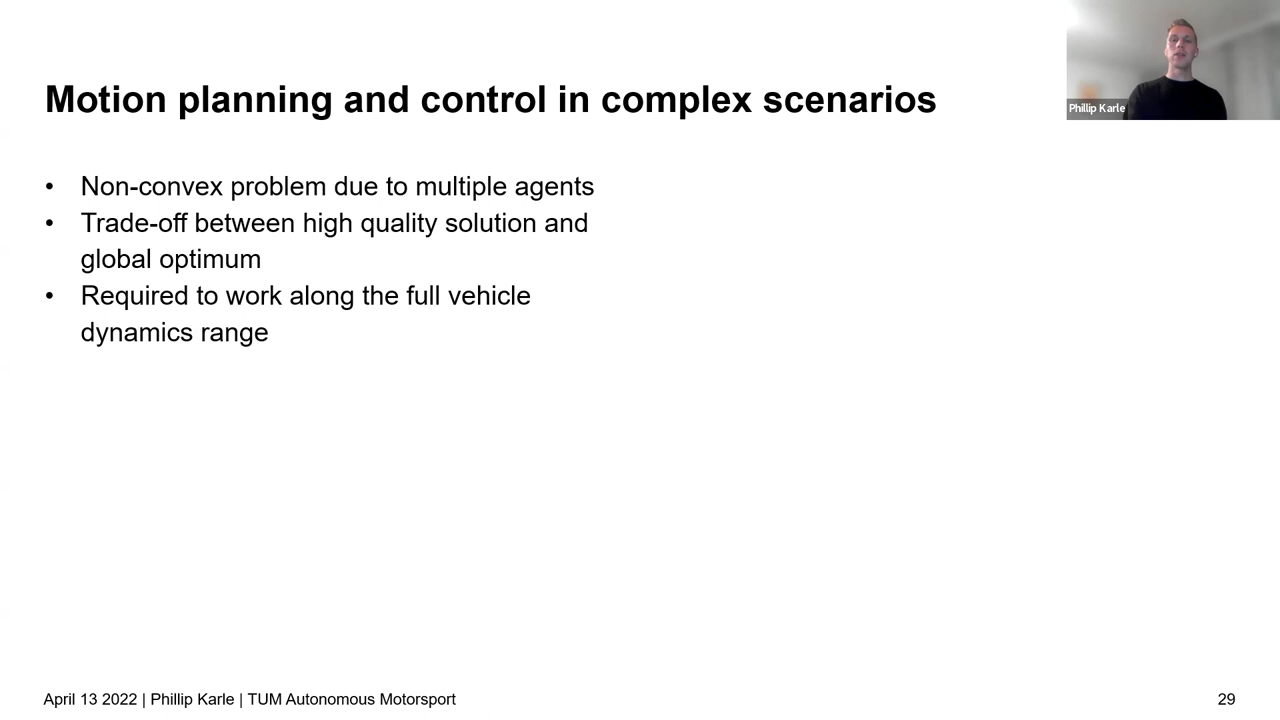 Motion planning and control in complex scenarios
Phillip Karle
• Non-convex problem due to multiple agents
• Trade-off between high quality solution and
global optimum
• Required to work along the full vehicle
dynamics range
April 13 2022 | Phillip Karle | TUM Autonomous Motorsport
29